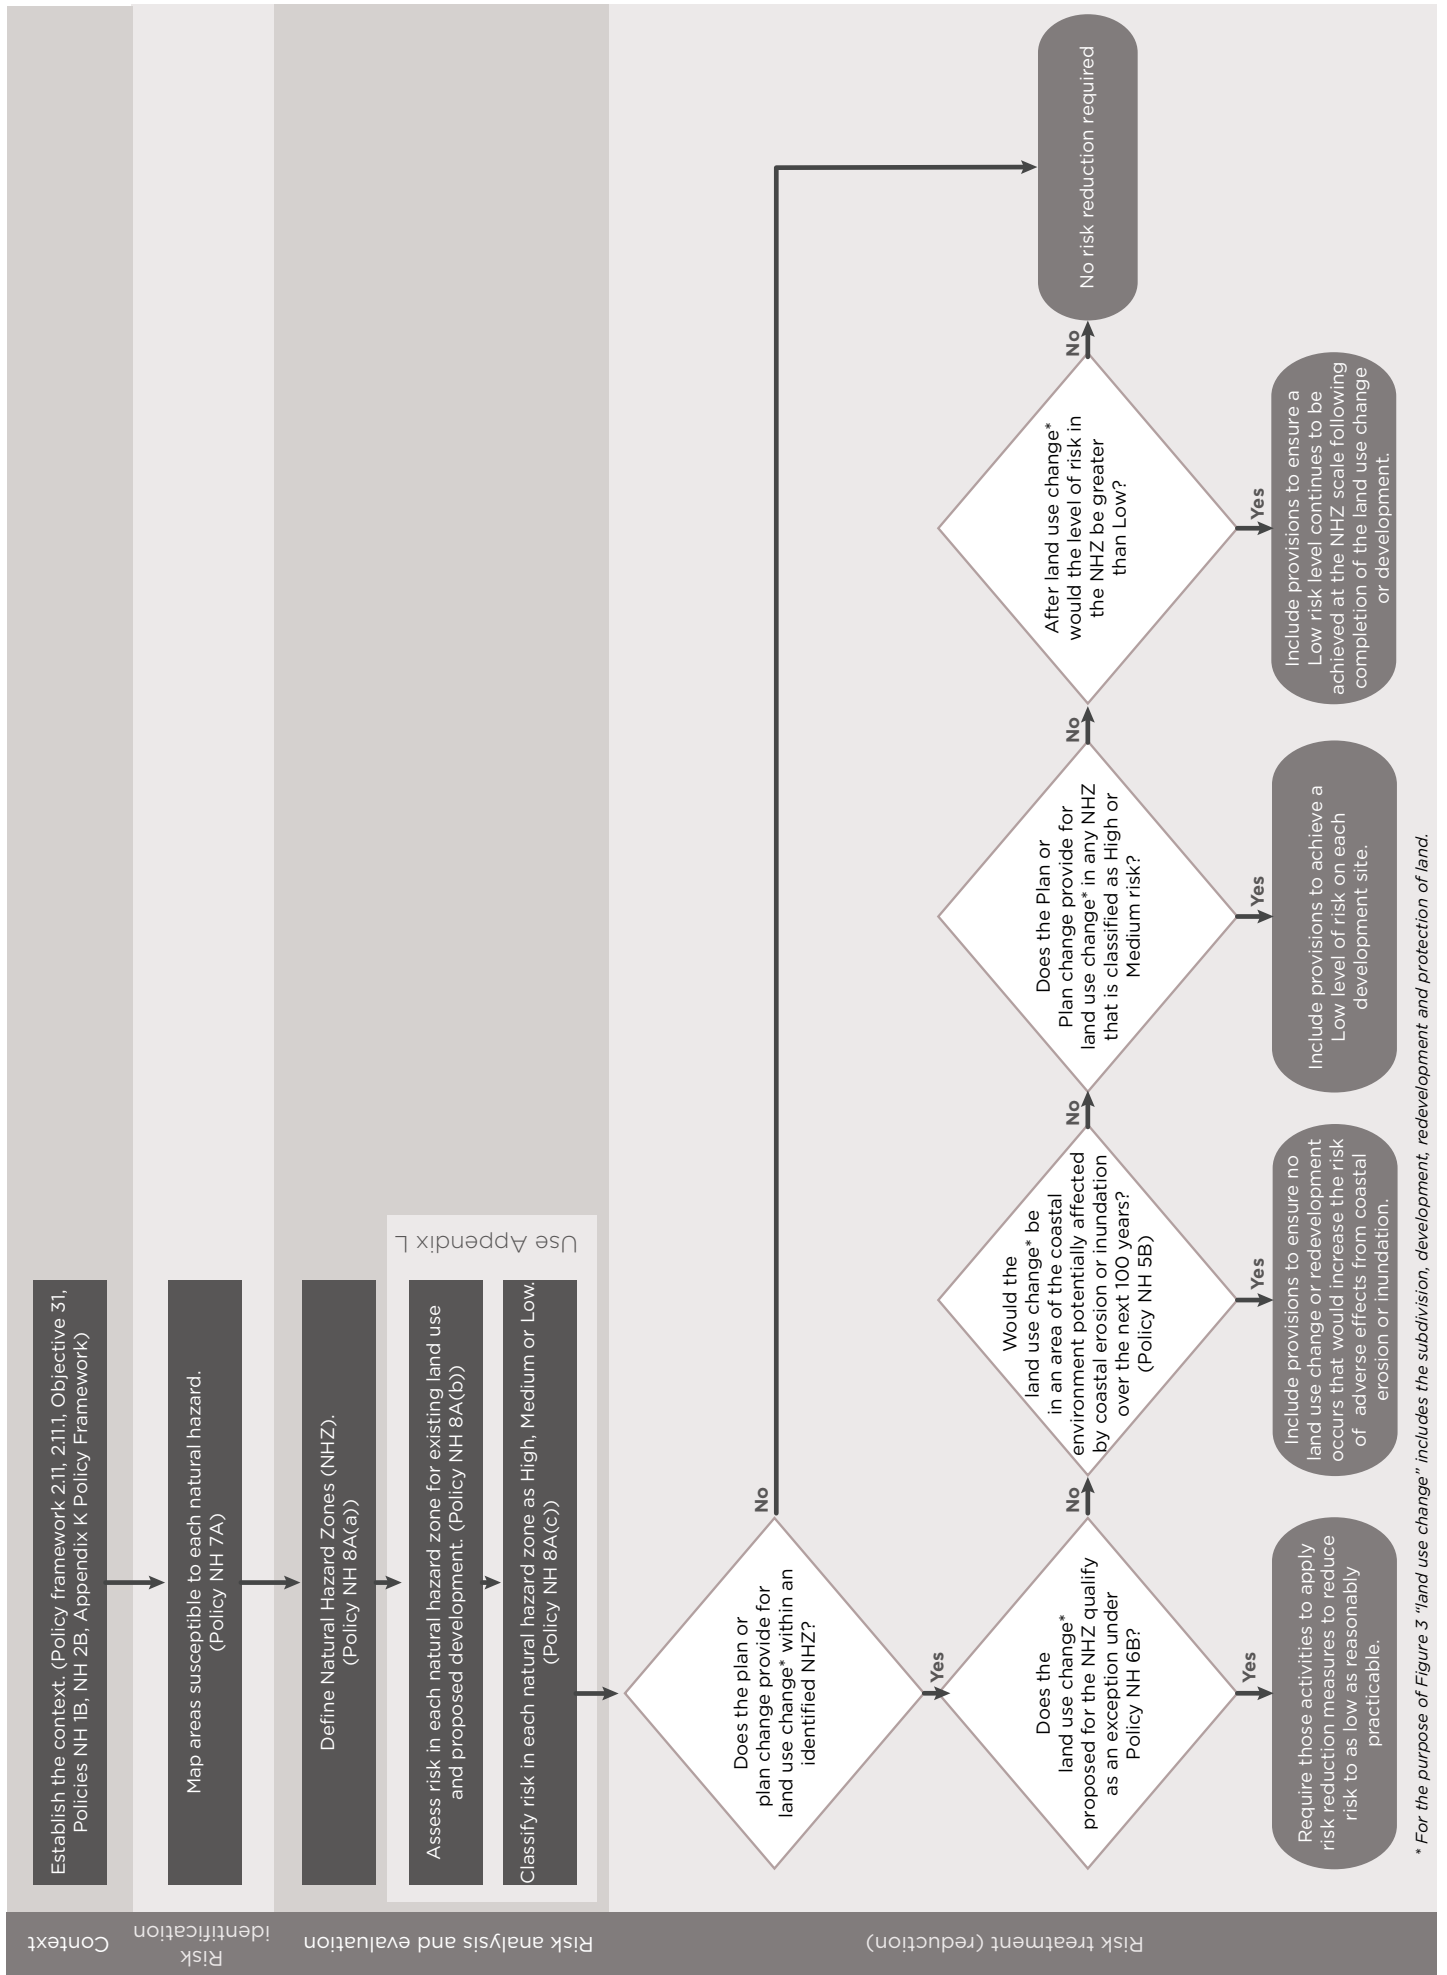 Context
Establish the context. (Policy framework 2.11, 2.11.1, Objective 31,
Policies NH 1B, NH 2B, Appendix K Policy Framework)
Risk
identification
Map areas susceptible to each natural hazard.
(Policy NH 7A)
Risk analysis and evaluation
Define Natural Hazard Zones (NHZ).
(Policy NH 8A(a))
Assess risk in each natural hazard zone for existing land use
and proposed development. (Policy NH 8A(b))
Classify risk in each natural hazard zone as High, Medium or Low.
(Policy NH 8A(c))
Use Appendix L
Risk treatment (reduction)
Does the plan or
plan change provide for
land use change* within an
identified NHZ?
No
Yes
Does the
land use change*
proposed for the NHZ qualify
as an exception under
Policy NH 6B?
No
Would the
land use change* be
in an area of the coastal
environment potentially affected
by coastal erosion or inundation
over the next 100 years?
(Policy NH 5B)
No
Does the Plan or
Plan change provide for
land use change* in any NHZ
that is classified as High or
Medium risk?
No
After land use change*
would the level of risk in
the NHZ be greater
than Low?
No
No risk reduction required
Yes
Require those activities to apply
risk reduction measures to reduce
risk to as low as reasonably
practicable.
Yes
Include provisions to ensure no
land use change or redevelopment
occurs that would increase the risk
of adverse effects from coastal
erosion or inundation.
Yes
Include provisions to achieve a
Low level of risk on each
development site.
Yes
Include provisions to ensure a
Low risk level continues to be
achieved at the NHZ scale following
completion of the land use change
or development.
* For the purpose of Figure 3 "land use change" includes the subdivision, development, redevelopment and protection of land.